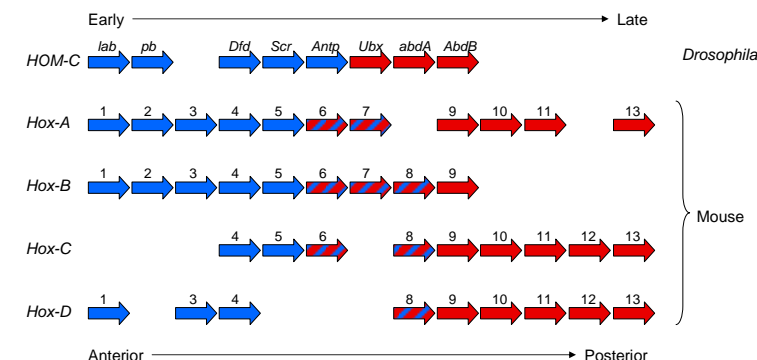 Early Late
lab pb Dfd Scr Antp Ubx abdA AbdB
HOM-C Drosophila
1 2 3 4 5 6 7 9 10 11 13
Hox-A
1 2 3 4 5 6 7 8 9
Hox-B
Mouse
4 5 6 8 9 10 11 12 13
Hox-C
1 3 4 8 9 10 11 12 13
Hox-D
Anterior Posterior